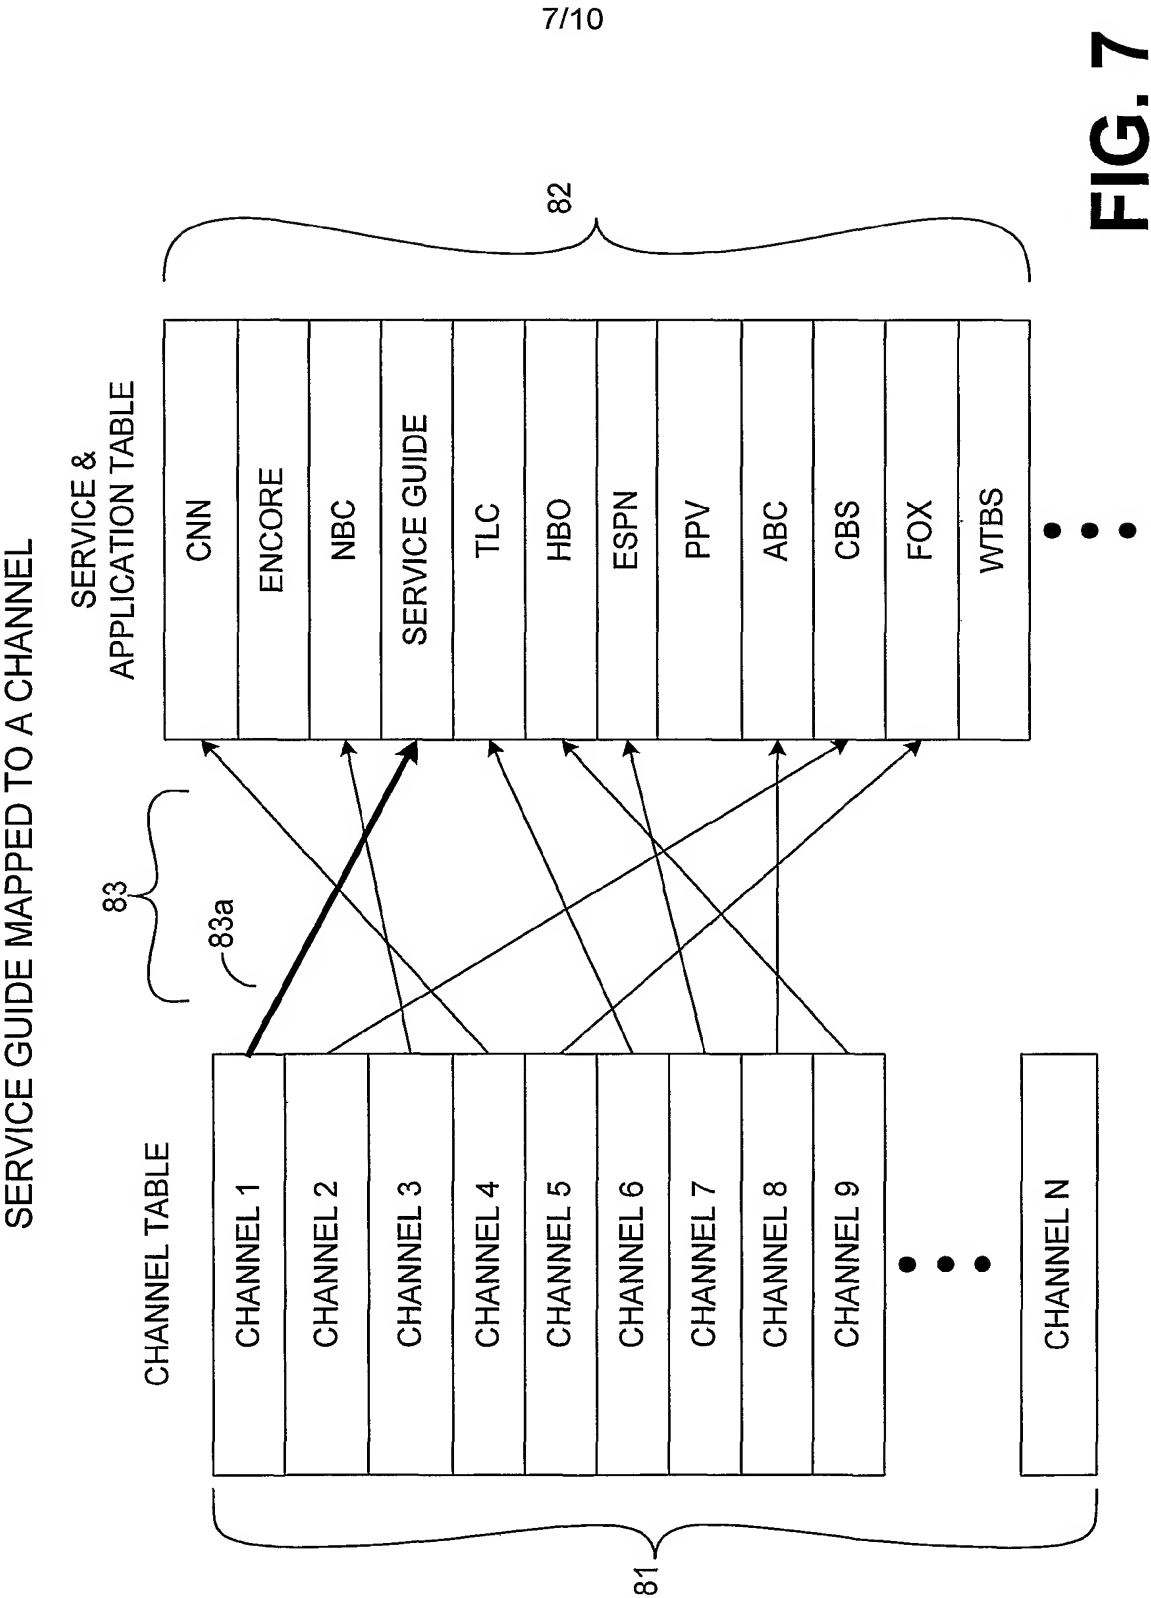 7/10
SERVICE GUIDE MAPPED TO A CHANNEL
CHANNEL TABLE
CHANNEL 1
CHANNEL 2
CHANNEL 3
CHANNEL 4
CHANNEL 5
CHANNEL 6
CHANNEL 7
CHANNEL 8
CHANNEL 9
CHANNEL N
81
83
83a
SERVICE &
APPLICATION TABLE
CNN
ENCORE
NBC
SERVICE GUIDE
TLC
HBO
ESPN
PPV
ABC
CBS
FOX
WTBS
82
FIG. 7